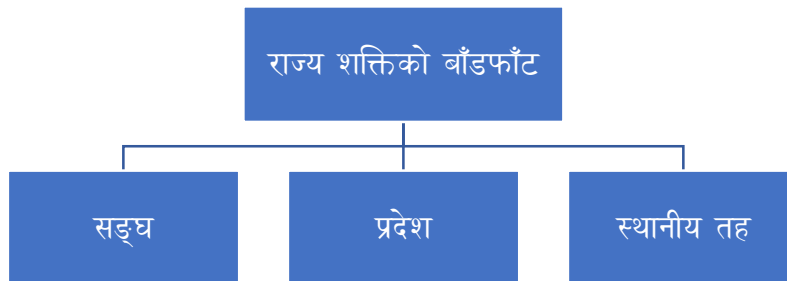 राज्य शक्तिको बाँडफाँट
सङ्घ
प्रदेश
स्थानीय तह